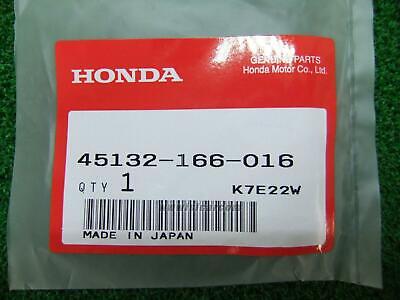 GENUINE PARTS
Honda Motor Co., Ltd.
HONDA
45132-166-016
QTY 1 K7E22W
MADE IN JAPAN